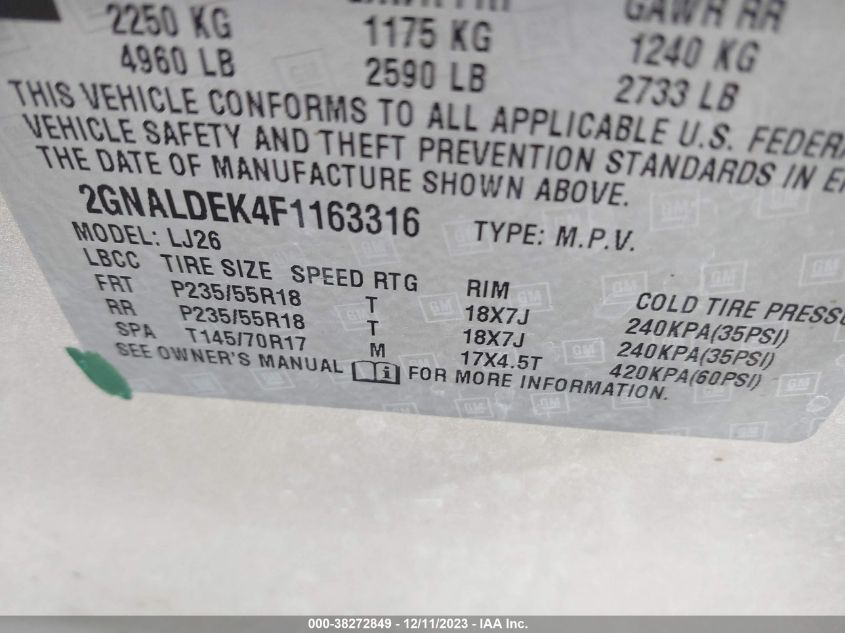 GAWR RR
2250 KG 1175 KG 1240 KG
4960 LB 2590 LB 2733 LB
THIS VEHICLE CONFORMS TO ALL APPLICABLE U.S. FEDERA
VEHICLE SAFETY AND THEFT PREVENTION STANDARDS IN E
THE DATE OF MANUFACTURE SHOWN ABOVE.
2GNALDEK4F1163316 TYPE: M.P.V.
MODEL: LJ26
LBCC TIRE SIZE SPEED RTG RIM COLD TIRE PRESSU
FRT P235/55R18 T 18X7J 240KPA(35PSI)
RR P235/55R18 T 18X7J 240KPA(35PSI)
SPA T145/70R17 M 17X4.5T 420KPA(60PSI)
SEE OWNER'S MANUAL FOR MORE INFORMATION.
000-38272849 - 12/11/2023 - IAA Inc.